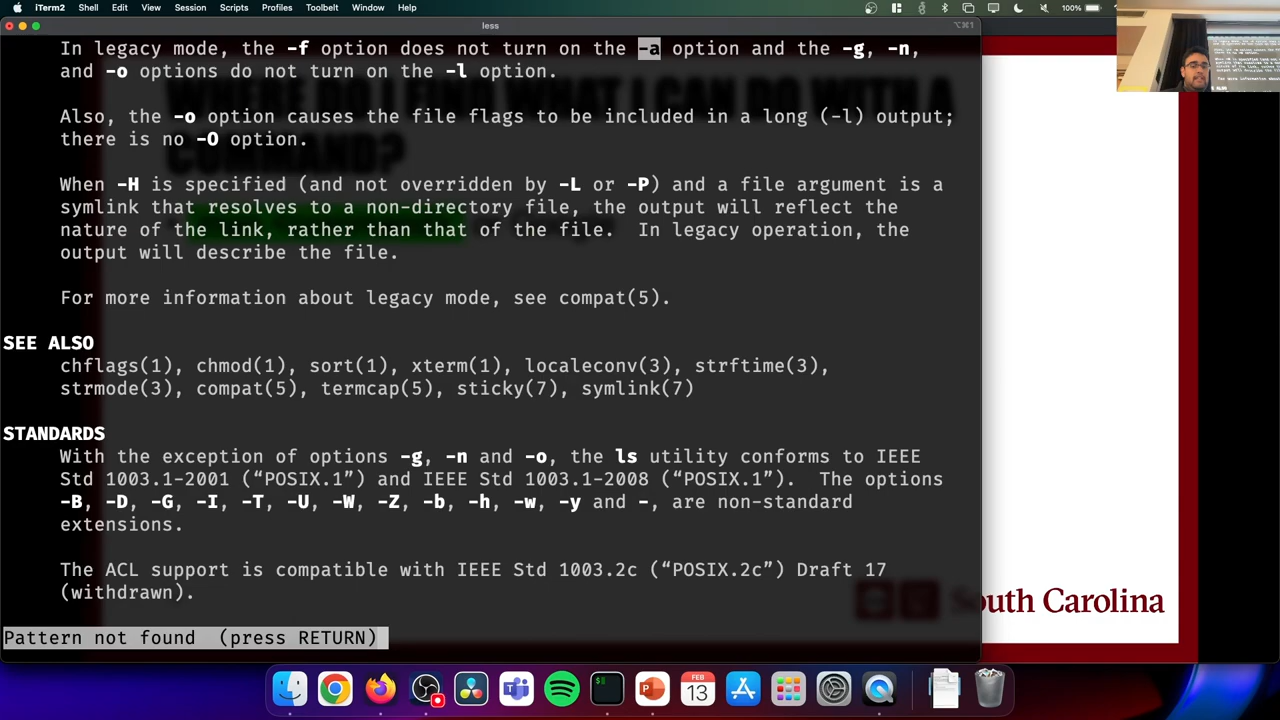 iTerm2 Shell Edit View Session Scripts Profiles Toolbelt Window Help 100%
less ⌥⌘1
In legacy mode, the -f option does not turn on the -a option and the -g, -n,
and -o options do not turn on the -l option.
Also, the -o option causes the file flags to be included in a long (-l) output;
there is no -O option.
COMMAND?
When -H is specified (and not overridden by -L or -P) and a file argument is a
symlink that resolves to a non-directory file, the output will reflect the
nature of the link, rather than that of the file. In legacy operation, the
output will describe the file.
For more information about legacy mode, see compat(5).
SEE ALSO
chflags(1), chmod(1), sort(1), xterm(1), localeconv(3), strftime(3),
strmode(3), compat(5), termcap(5), sticky(7), symlink(7)
STANDARDS
With the exception of options -g, -n and -o, the ls utility conforms to IEEE
Std 1003.1-2001 (“POSIX.1”) and IEEE Std 1003.1-2008 (“POSIX.1”). The options
-B, -D, -G, -I, -T, -U, -W, -Z, -b, -h, -w, -y and -, are non-standard
extensions.
The ACL support is compatible with IEEE Std 1003.2c (“POSIX.2c”) Draft 17
(withdrawn).
South Carolina
Pattern not found (press RETURN)
FEB
13